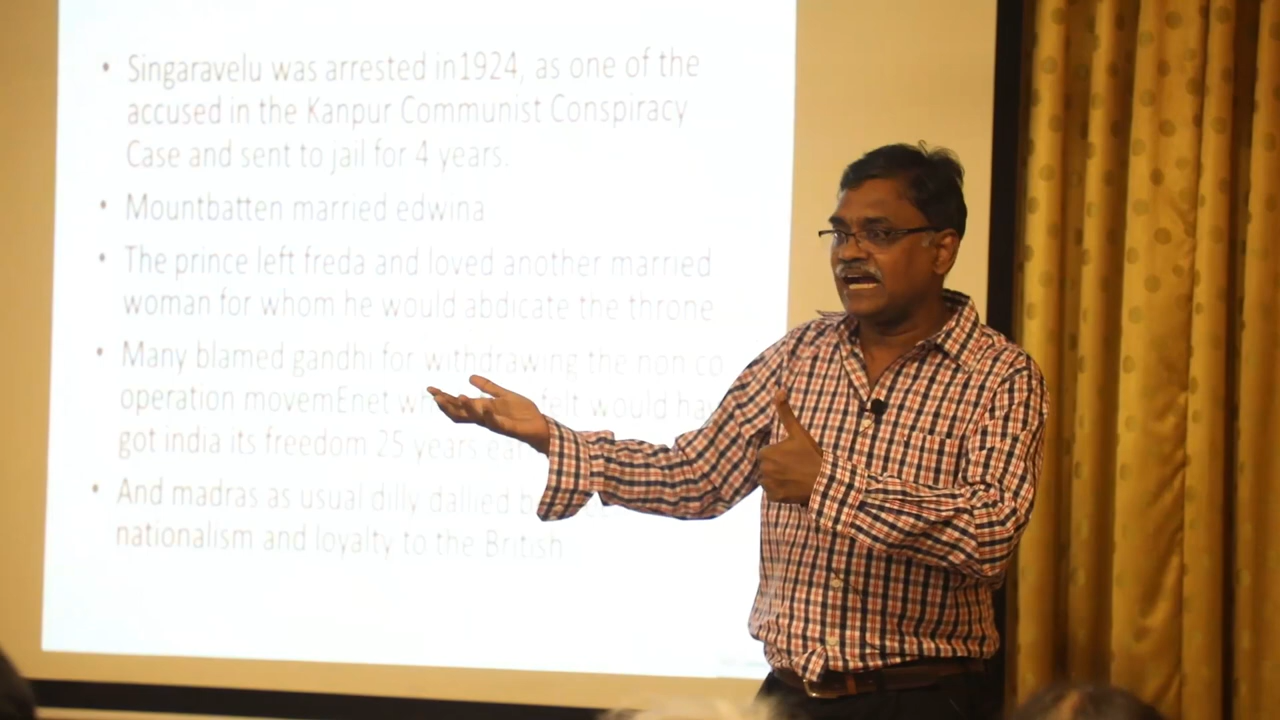 • Singaravelu was arrested in1924, as one of the
accused in the Kanpur Communist Conspiracy
Case and sent to jail for 4 years.
• Mountbatten married edwina
• The prince left freda and loved another married
woman for whom he would abdicate the throne
• Many blamed gandhi for withdrawing the non co
operation movemEnet felt would
got india its freedom 25 years
• And madras as usual dilly dallied
nationalism and loyalty to the British